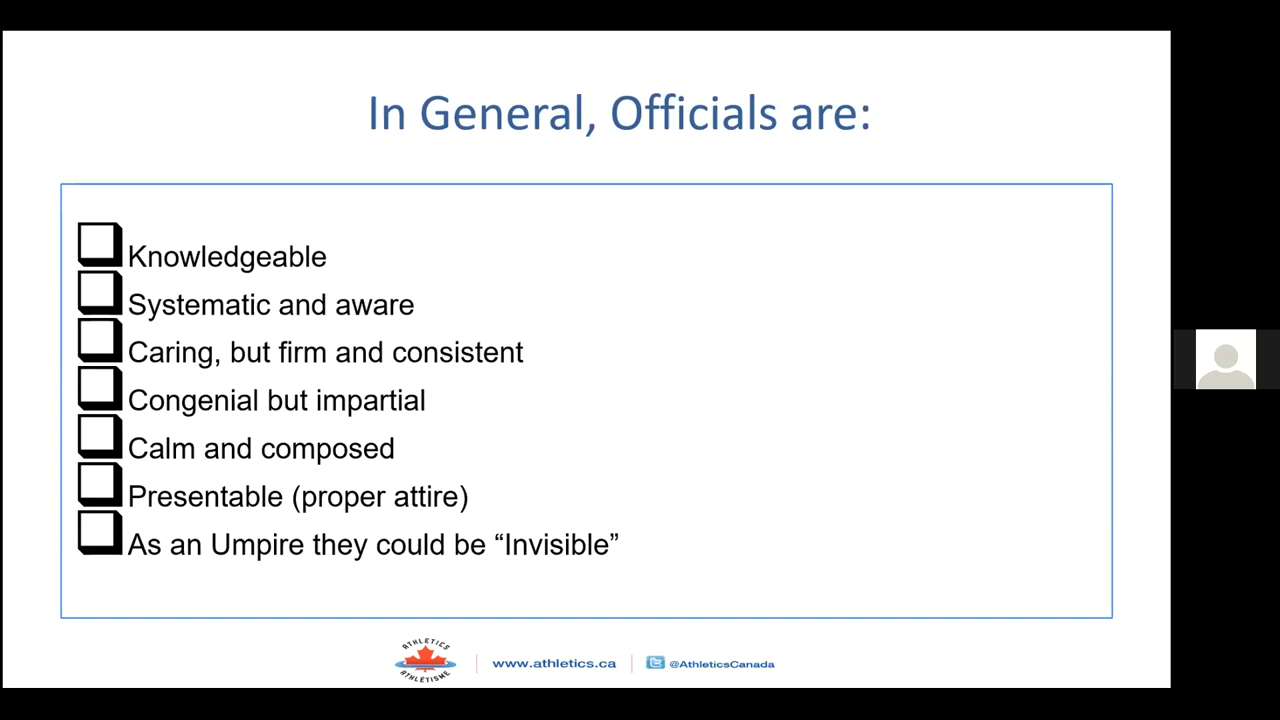 In General, Officials are:
Knowledgeable
Systematic and aware
Caring, but firm and consistent
Congenial but impartial
Calm and composed
Presentable (proper attire)
As an Umpire they could be “Invisible”
ATHLETICS
ATHLÉTISME
www.athletics.ca
@AthleticsCanada